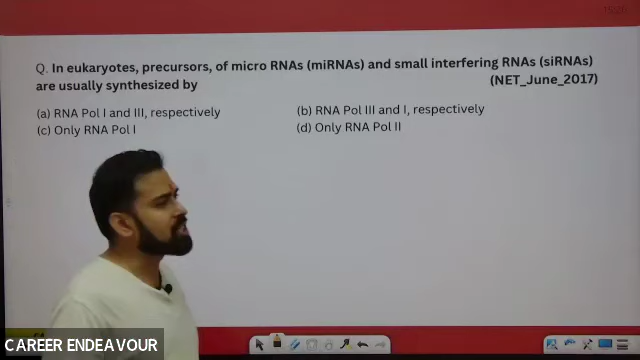 Q. In eukaryotes, precursors, of micro RNAs (miRNAs) and small interfering RNAs (siRNAs)
are usually synthesized by (NET_June_2017)
(a) RNA Pol I and III, respectively (b) RNA Pol III and I, respectively
(c) Only RNA Pol I (d) Only RNA Pol II
CAREER ENDEAVOUR